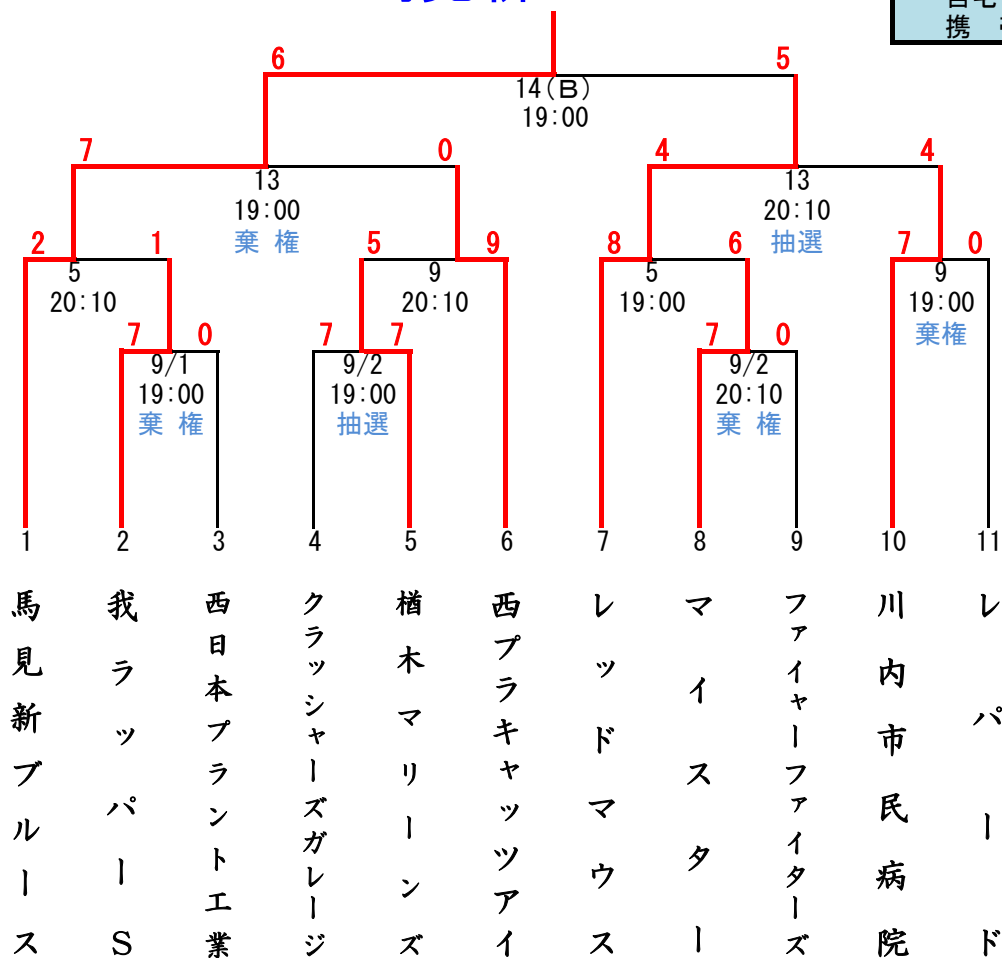 携
6
5
14(B)
19:00
7
0
4
4
13
19:00
棄 権
13
20:10
抽選
2
1
5
9
8
6
7
0
5
20:10
9
20:10
5
19:00
9
19:00
棄権
7
0
7
7
7
0
9/1
19:00
棄 権
9/2
19:00
抽選
9/2
20:10
棄 権
1
2
3
4
5
6
7
8
9
10
11
馬見新ブルース
我ラッパーS
西日本プラント工業
クラッシャーズガレージ
楢木マリーンズ
西プラキャッツアイ
レッドマウス
マイスター
ファイヤーファイターズ
川内市民病院
レパード